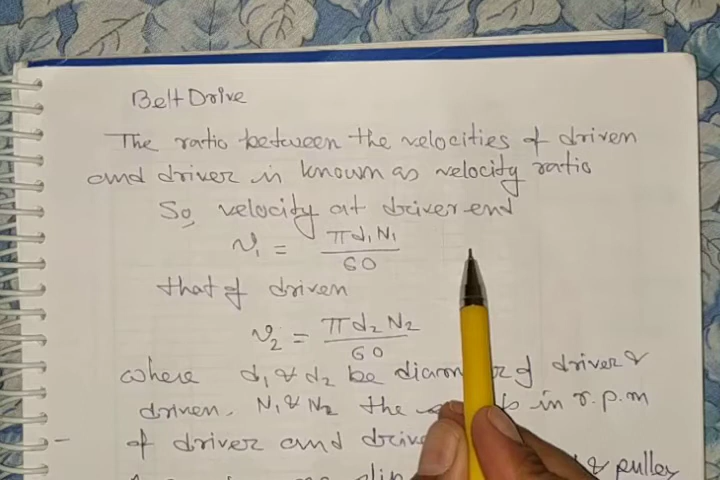 Belt Drive
The ratio between the velocities of driven
and driver is known as velocity ratio
So, velocity at driver end
v₁ = πd₁N₁/60
that of driven
v₂ = πd₂N₂/60
where d₁ & d₂ be of driver &
driven. N₁ & N₂ the in r.p.m
of driver and
& pulley